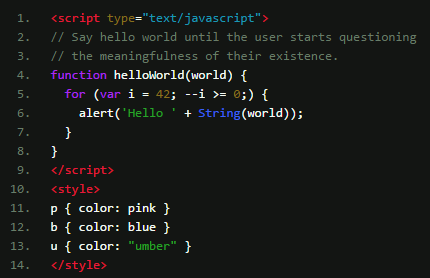 1. <script type="text/javascript">
2. // Say hello world until the user starts questioning
3. // the meaningfulness of their existence.
4. function helloWorld(world) {
5.   for (var i = 42; --i >= 0;) {
6.     alert('Hello ' + String(world));
7.   }
8. }
9. </script>
10. <style>
11. p { color: pink }
12. b { color: blue }
13. u { color: "umber" }
14. </style>